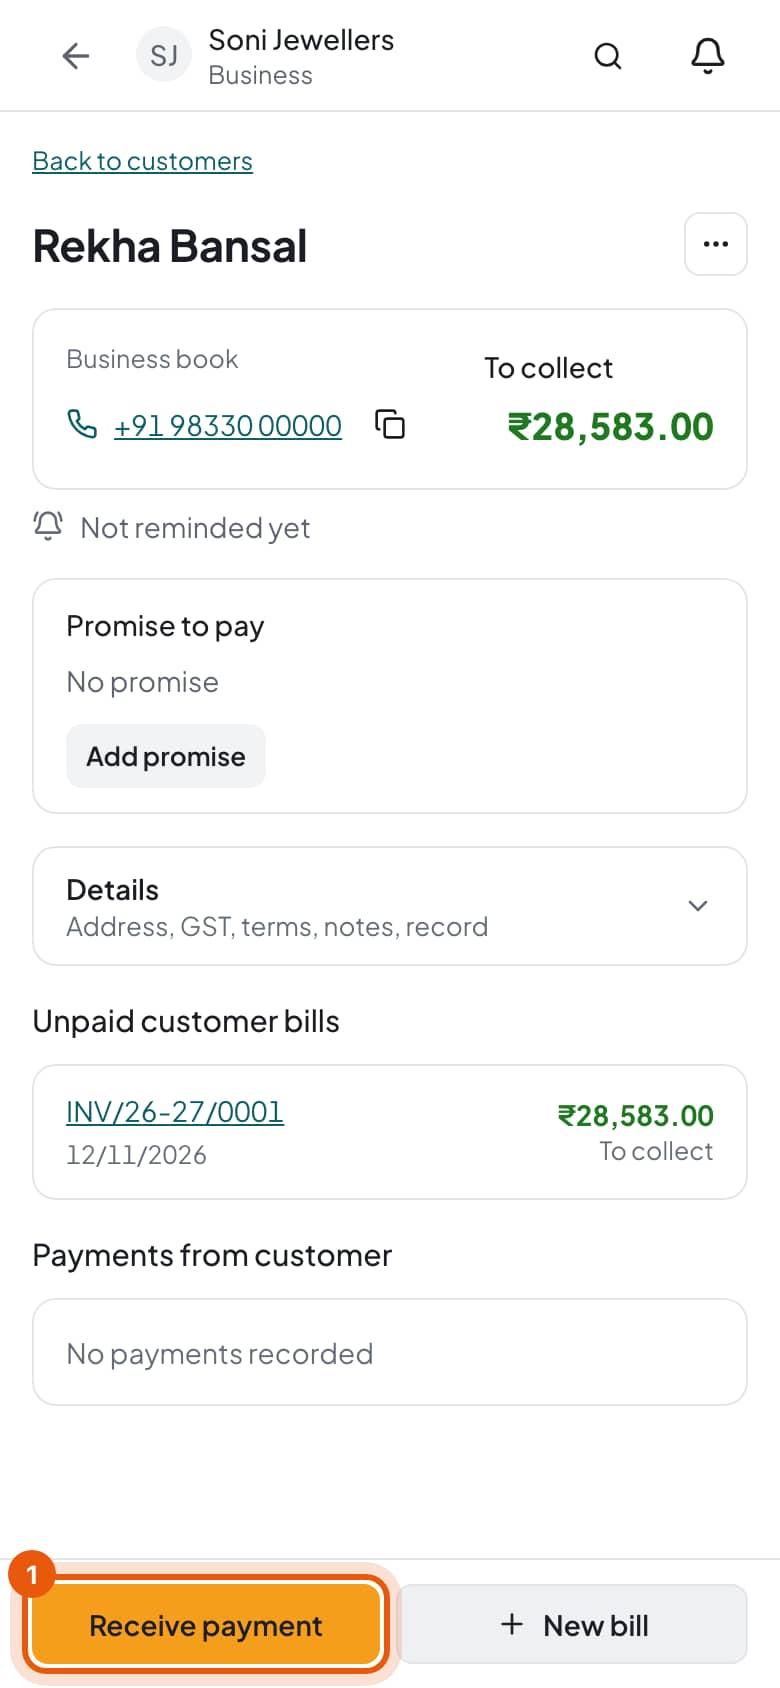 SJ
Soni Jewellers
Business
Back to customers
Rekha Bansal
Business book
To collect
+91 98330 00000
₹28,583.00
Not reminded yet
Promise to pay
No promise
Add promise
Details
Address, GST, terms, notes, record
Unpaid customer bills
INV/26-27/0001
₹28,583.00
12/11/2026
To collect
Payments from customer
No payments recorded
1
Receive payment
+ New bill